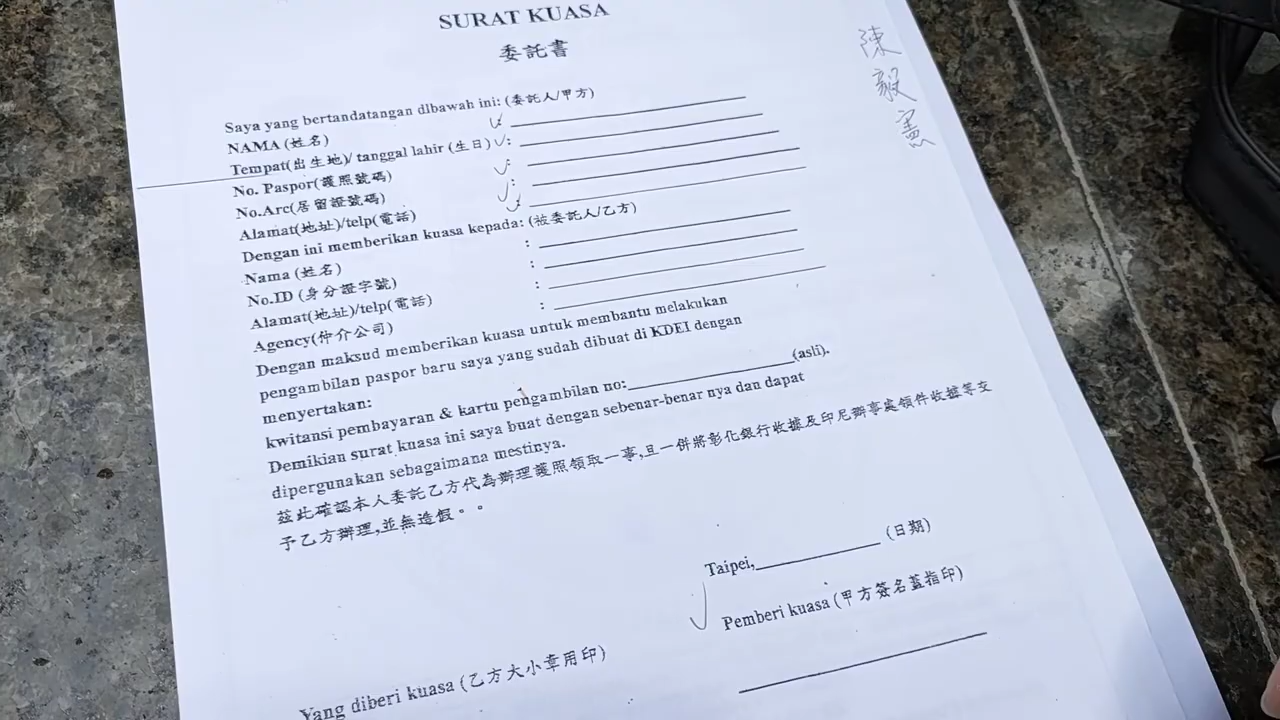 SURAT KUASA
委託書
陳毅憲
Saya yang bertandatangan dibawah ini: (委託人/甲方)
NAMA (姓名)
Tempat(出生地)/ tanggal lahir (生日) :
No. Paspor(護照號碼) :
No.Arc(居留證號碼) :
Alamat(地址)/telp(電話) :
Dengan ini memberikan kuasa kepada: (被委託人/乙方)
Nama (姓名) :
No.ID (身分證字號) :
Alamat(地址)/telp(電話) :
Agency(仲介公司) :
Dengan maksud memberikan kuasa untuk membantu melakukan
pengambilan paspor baru saya yang sudah dibuat di KDEI dengan
menyertakan:
kwitansi pembayaran & kartu pengambilan no:____________________(asli).
Demikian surat kuasa ini saya buat dengan sebenar-benar nya dan dapat
dipergunakan sebagaimana mestinya.
茲此確認本人委託乙方代為辦理護照領取一事,且一併將彰化銀行收據及印尼辦事處領件收據等支
予乙方辦理,並無造假。。
Taipei,______________ (日期)
Pemberi kuasa (甲方簽名蓋指印)
Yang diberi kuasa (乙方大小章用印)